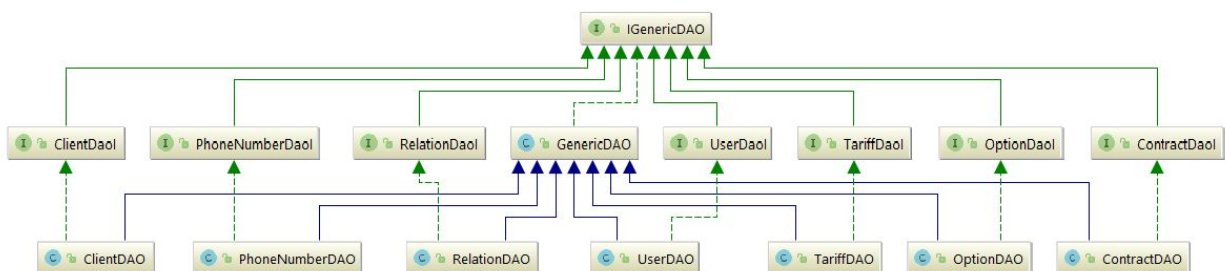 I IGenericDAO
I ClientDaoI I PhoneNumberDaoI I RelationDaoI C GenericDAO I UserDaoI I TariffDaoI I OptionDaoI I ContractDaoI
C ClientDAO C PhoneNumberDAO C RelationDAO C UserDAO C TariffDAO C OptionDAO C ContractDAO